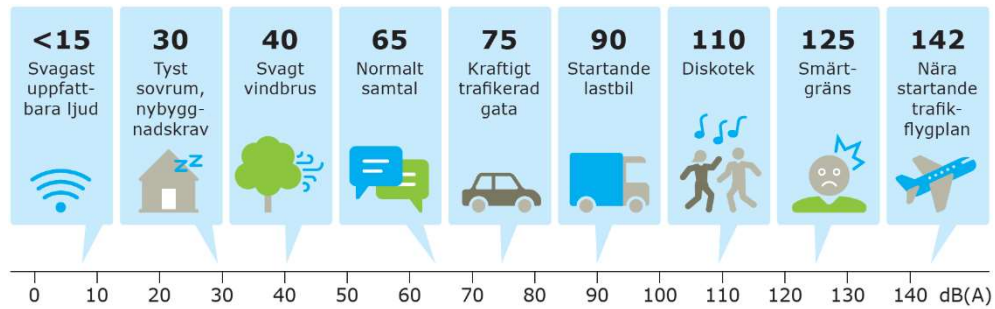 <15
Svagast
uppfatt-
bara ljud
30
Tyst
sovrum,
nybygg-
nadskrav
zz
40
Svagt
vindbrus
65
Normalt
samtal
75
Kraftigt
trafikerad
gata
90
Startande
lastbil
110
Diskotek
125
Smärt-
gräns
142
Nära
startande
trafik-
flygplan
0 10 20 30 40 50 60 70 80 90 100 110 120 130 140 dB(A)